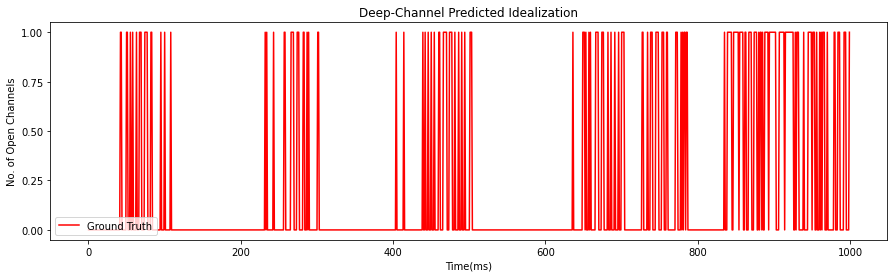 Deep-Channel Predicted Idealization
No. of Open Channels
1.00
0.75
0.50
0.25
0.00
Ground Truth
0 200 400 600 800 1000
Time(ms)